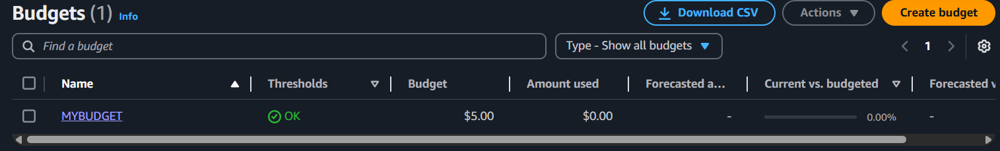 Budgets (1) Info
Download CSV
Actions
Create budget
Find a budget
Type - Show all budgets
1
Name Thresholds Budget Amount used Forecasted a... Current vs. budgeted Forecasted v
MYBUDGET OK $5.00 $0.00 - 0.00% -